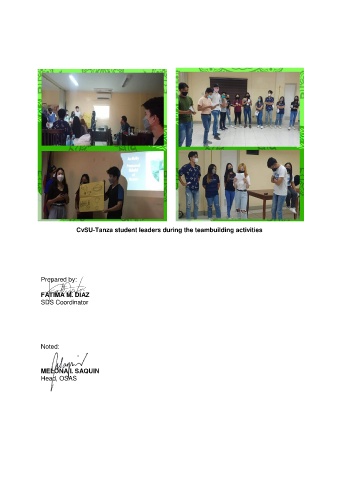 CvSU-Tanza student leaders during the teambuilding activities
Prepared by:
FATIMA M. DIAZ
SDS Coordinator
Noted:
MELONA I. SAQUIN
Head, OSAS